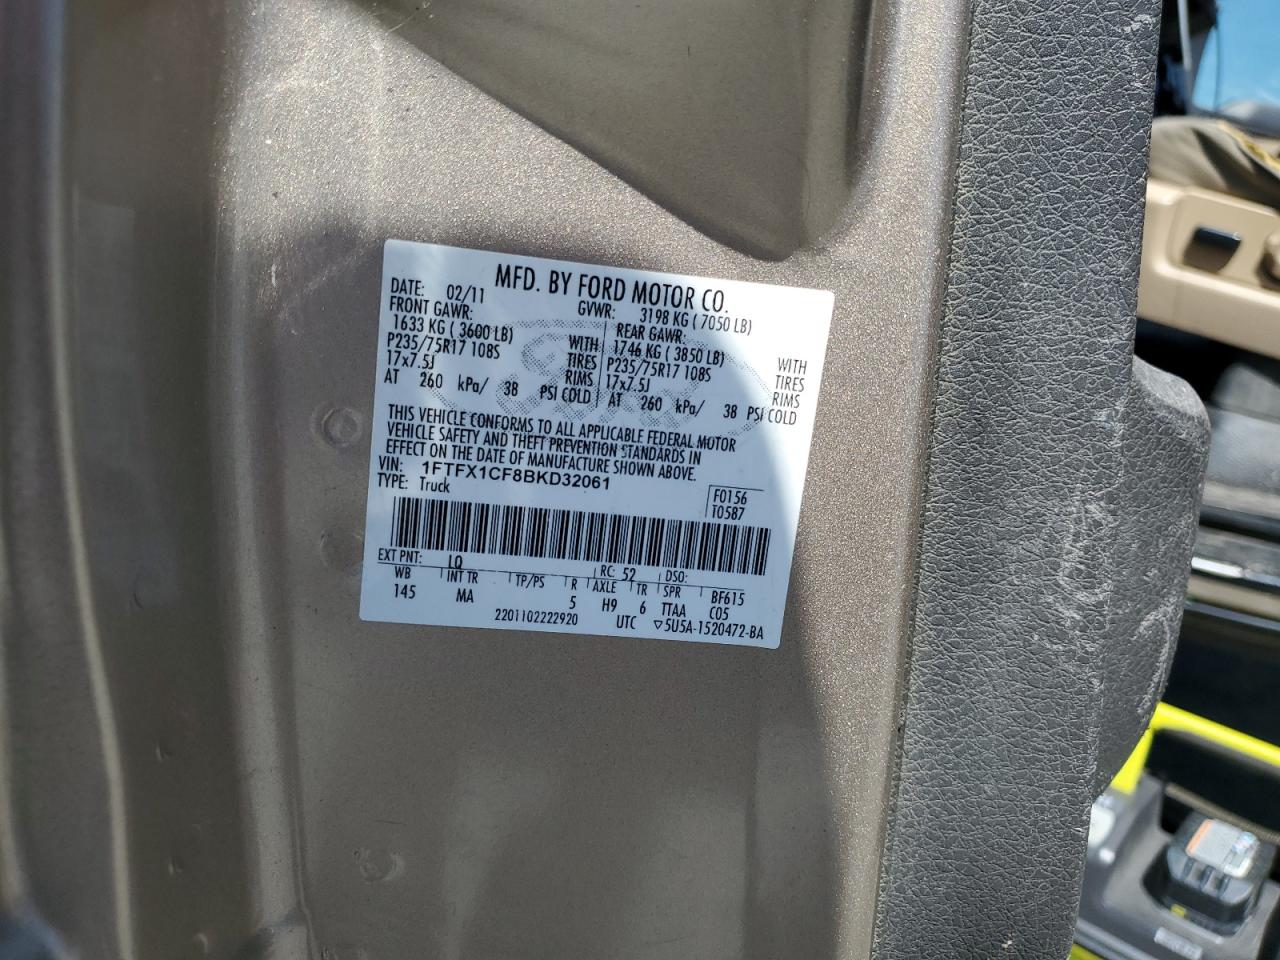 MFD. BY FORD MOTOR CO.
DATE: 02/11 GVWR: 3198 KG ( 7050 LB)
FRONT GAWR: REAR GAWR:
1633 KG ( 3600 LB) WITH 1746 KG ( 3850 LB) WITH
P235/75R17 108S TIRES P235/75R17 108S TIRES
17x7.5J RIMS 17x7.5J RIMS
AT 260 kPa/ 38 PSI COLD AT 260 kPa/ 38 PSI COLD
THIS VEHICLE CONFORMS TO ALL APPLICABLE FEDERAL MOTOR
VEHICLE SAFETY AND THEFT PREVENTION STANDARDS IN
EFFECT ON THE DATE OF MANUFACTURE SHOWN ABOVE.
VIN: 1FTFX1CF8BKD32061
TYPE: Truck
F0156
T0587
EXT PNT: LQ RC: 52 DSO:
WB INT TR TP/PS R AXLE TR SPR BF615
145 MA 5 H9 6 TTAA C05
2201102222920 UTC ▽5U5A-1520472-BA